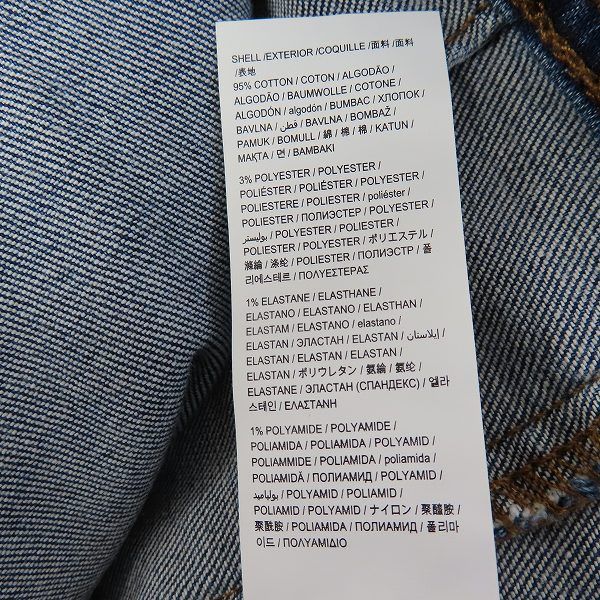 SHELL /EXTERIOR /COQUILLE /面料 /面料
/表地
95% COTTON / COTON / ALGODÃO /
ALGODÃO / BAUMWOLLE / COTONE /
ALGODÓN / algodón / BUMBAC / ХЛОПОК /
BAVLNA / قطن / BAVLNA / BOMBAŽ /
PAMUK / BOMULL / 綿 / 棉 / 棉 / KATUN /
МАҚТА / 면 / ΒΑΜΒΑΚΙ
3% POLYESTER / POLYESTER /
POLIÉSTER / POLIÉSTER / POLYESTER /
POLIESTERE / POLIESTER / poliéster /
POLIESTER / ПОЛИЭСТЕР / POLYESTER
/ بوليستر / POLYESTER / POLIESTER /
POLIESTER / POLYESTER / ポリエステル /
滌綸 / 涤纶 / POLIESTER / ПОЛИЭСТР / 폴
리에스테르 / ΠΟΛΥΕΣΤΕΡΑΣ
1% ELASTANE / ELASTHANE /
ELASTANO / ELASTANO / ELASTHAN /
ELASTAM / ELASTANO / elastano /
ELASTAN / ЭЛАСТАН / ELASTAN / إيلاستان /
ELASTAN / ELASTAN / ELASTAN /
ELASTAN / ポリウレタン / 氨綸 / 氨纶 /
ELASTANE / ЭЛАСТАН (СПАНДЕКС) / 엘라
스테인 / ΕΛΑΣΤΑΝΗ
1% POLYAMIDE / POLYAMIDE /
POLIAMIDA / POLIAMIDA / POLYAMID /
POLIAMMIDE / POLIAMIDA / poliamida /
POLIAMIDĂ / ПОЛИАМИД / POLYAMID
/ بولياميد / POLYAMID / POLIAMID /
POLIAMID / POLYAMID / ナイロン / 聚醯胺 /
聚酰胺 / POLIAMIDA / ПОЛИАМИД / 폴리아마
이드 / ΠΟΛΥΑΜΙΔΙΟ